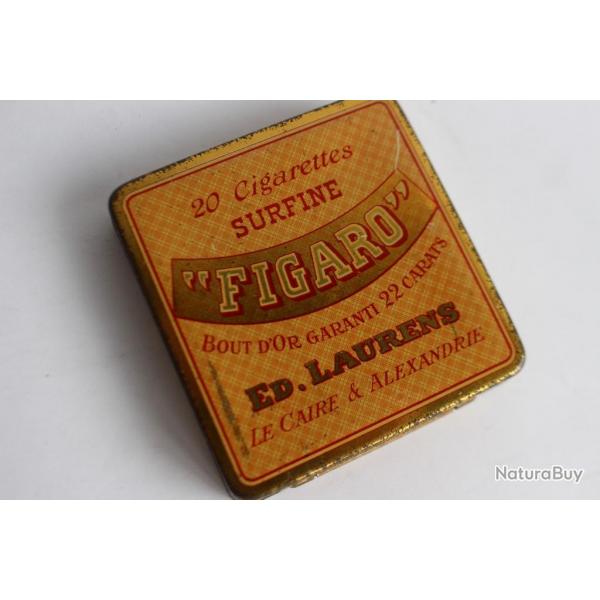 20 Cigarettes
SURFINE
"FIGARO"
BOUT D'OR GARANTI 22 CARATS
ED. LAURENS
LE CAIRE & ALEXANDRIE
NaturaBuy